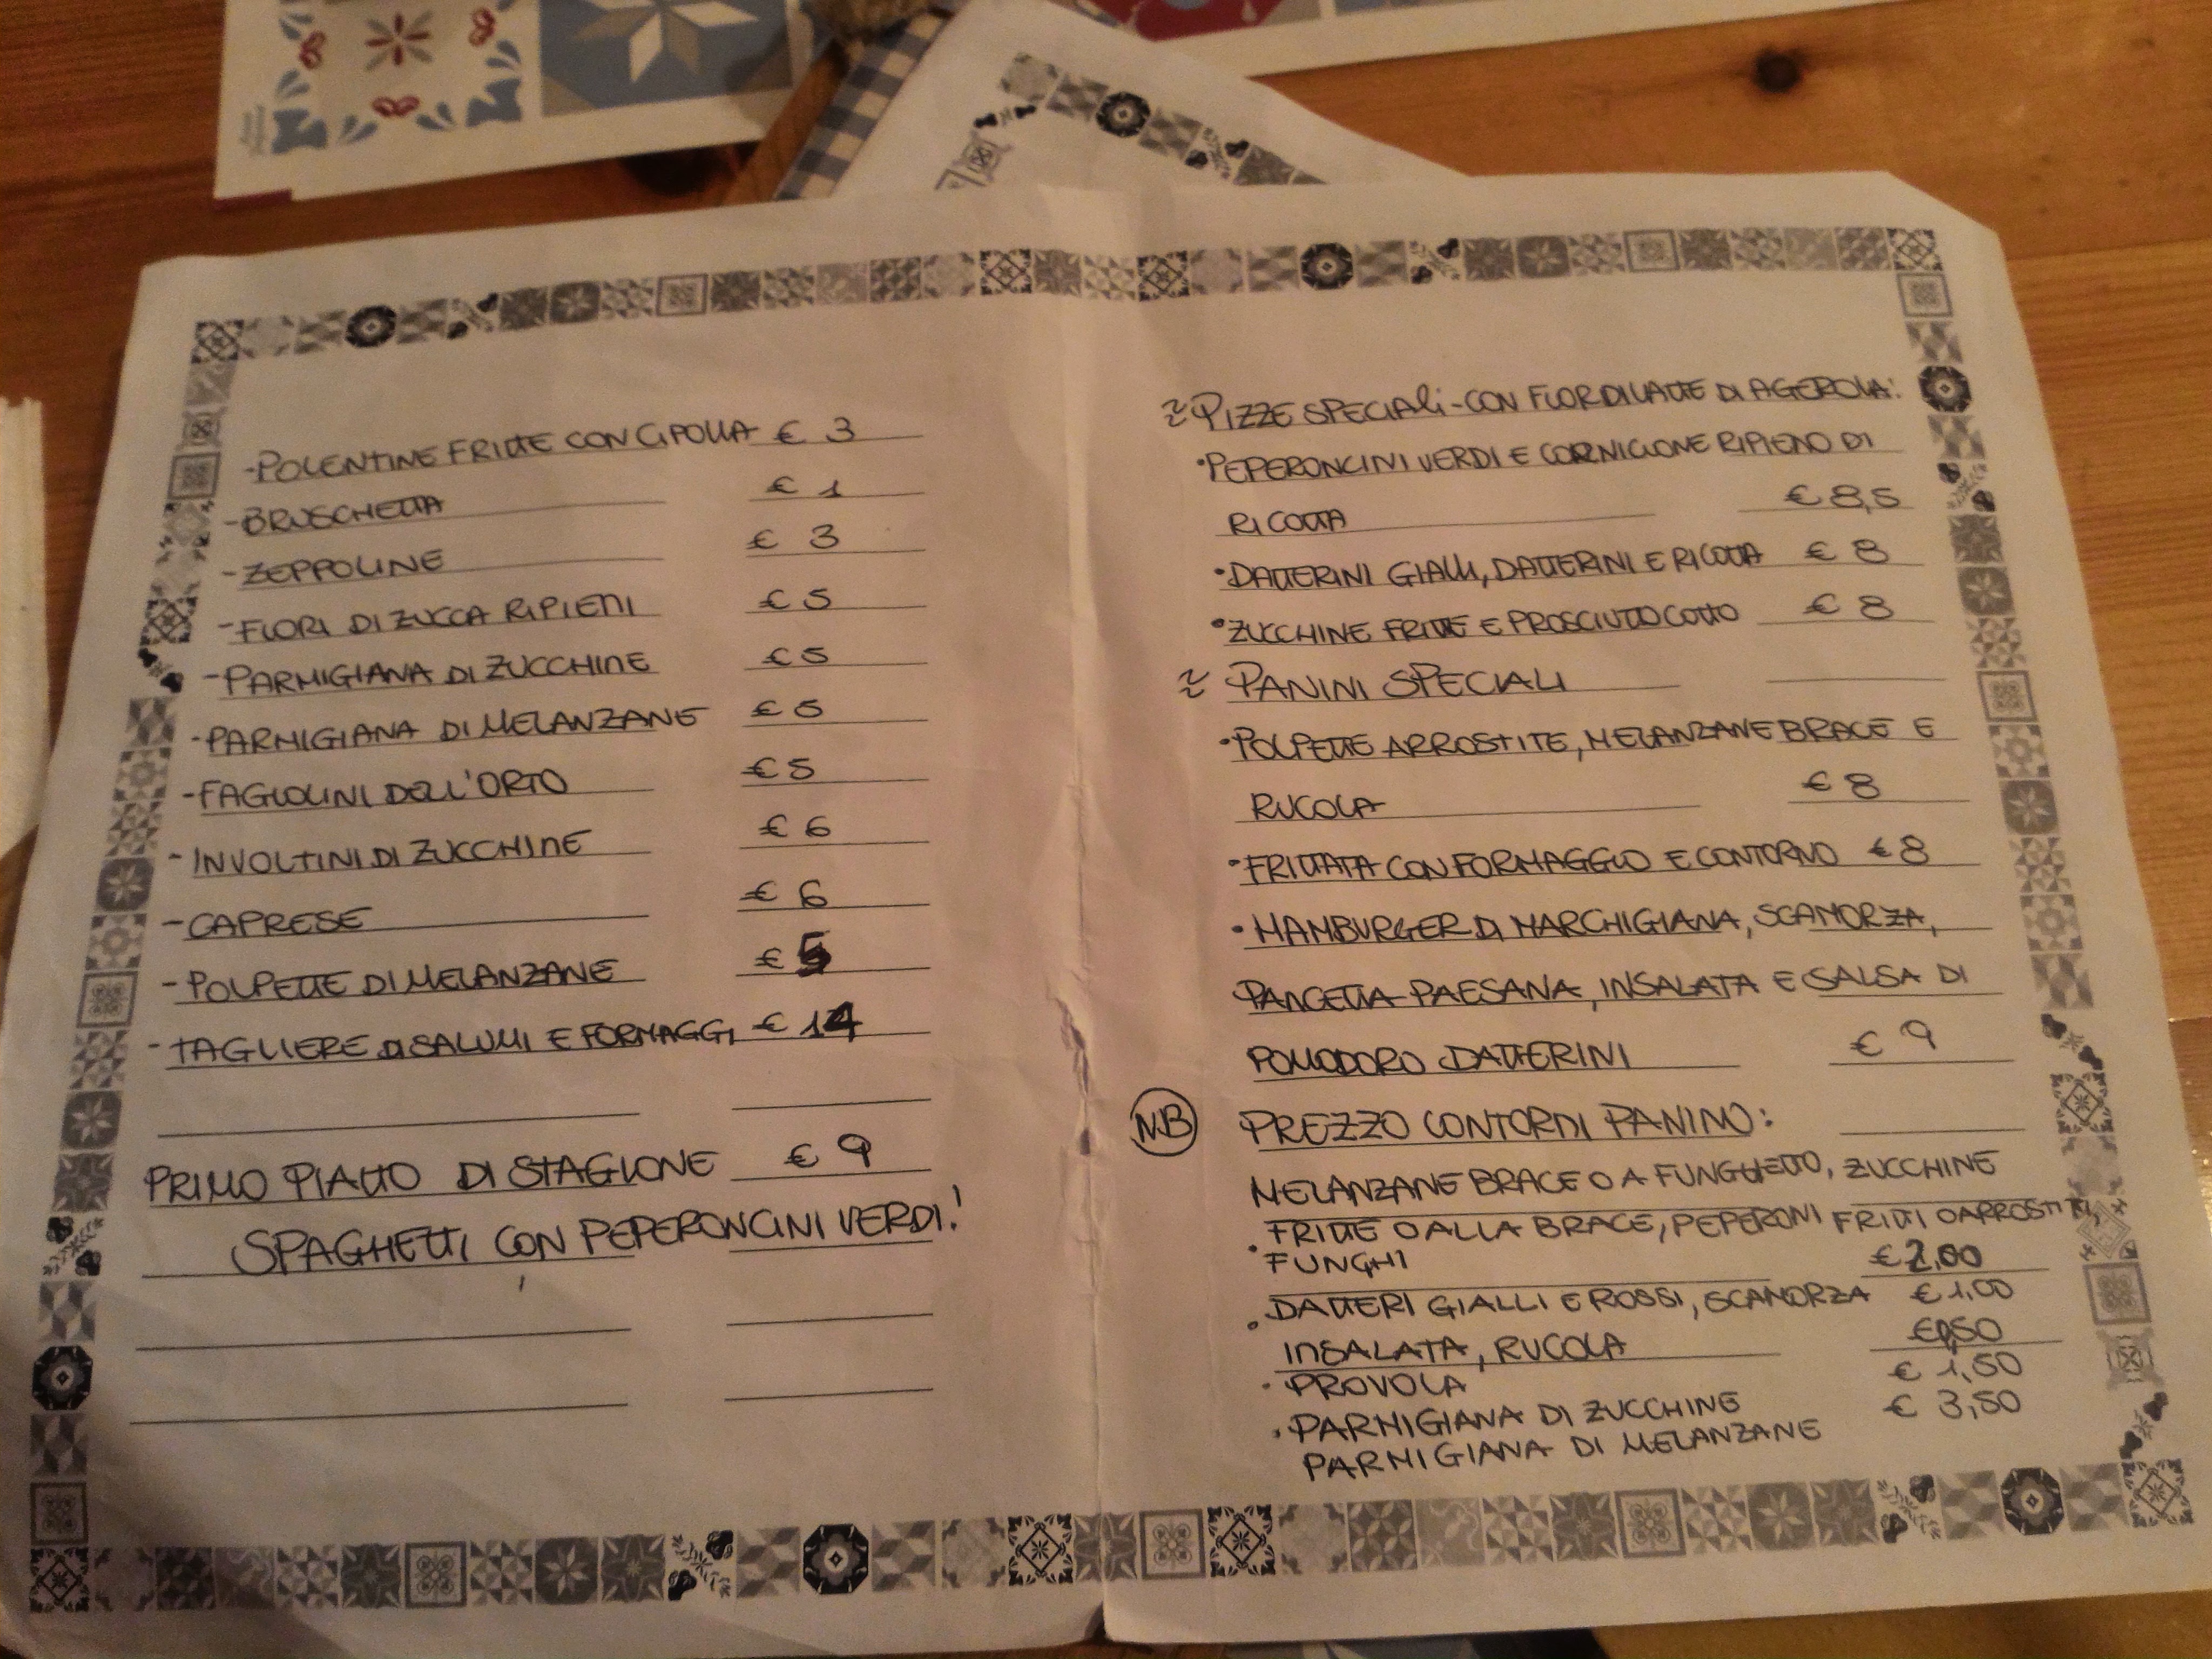 -POLENTINE FRITTE CON CIPOLLA € 3
-BRUSCHETTA € 1
-ZEPPOLINE € 3
-FIORI DI ZUCCA RIPIENI € 5
-PARMIGIANA DI ZUCCHINE € 5
-PARMIGIANA DI MELANZANE € 5
-FAGIOLINI DELL'ORTO € 5
-INVOLTINI DI ZUCCHINE € 6
-CAPRESE € 6
-POLPETTE DI MELANZANE € 5
-TAGLIERE DI SALUMI E FORMAGGI € 14
PRIMO PIATTO DI STAGIONE € 9
SPAGHETTI CON PEPERONCINI VERDI!
~PIZZE SPECIALI-CON FIORDILATTE DI AGEROLA:
•PEPERONCINI VERDI E CORNICIONE RIPIENO DI
RICOTTA € 8,5
•DATTERINI GIALLI, DATTERINI E RICOTTA € 8
•ZUCCHINE FRITTE E PROSCIUTTO COTTO € 8
~ PANINI SPECIALI
•POLPETTE ARROSTITE, MELANZANE BRACE E
RUCOLA € 8
•FRITTATA CON FORMAGGIO E CONTORNO € 8
•HAMBURGER DI MARCHIGIANA, SCAMORZA,
PANCETTA PAESANA, INSALATA E SALSA DI
POMODORO DATTERINI € 9
NB PREZZO CONTORNI PANINO:
MELANZANE BRACE O A FUNGHETTO, ZUCCHINE
FRITTE O ALLA BRACE, PEPERONI FRITTI O ARROSTITI,
•FUNGHI € 2,00
•DATTERI GIALLI E ROSSI, SCAMORZA € 1,00
INSALATA, RUCOLA € 0,50
•PROVOLA € 1,50
•PARMIGIANA DI ZUCCHINE € 3,50
PARMIGIANA DI MELANZANE